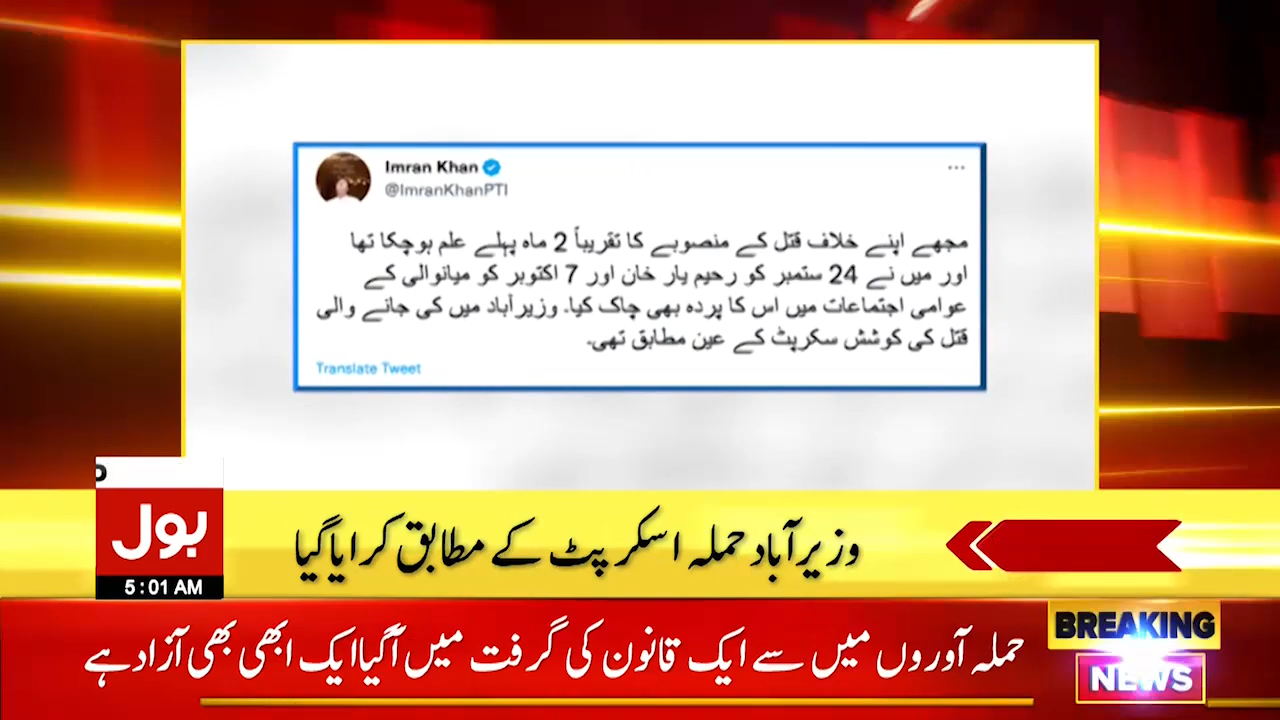 Imran Khan
@ImranKhanPTI
مجھے اپنے خلاف قتل کے منصوبے کا تقریباً 2 ماہ پہلے علم ہوچکا تھا
اور میں نے 24 ستمبر کو رحیم یار خان اور 7 اکتوبر کو میانوالی کے
عوامی اجتماعات میں اس کا پردہ بھی چاک کیا۔ وزیرآباد میں کی جانے والی
قتل کی کوشش سکرپٹ کے عین مطابق تھی۔
Translate Tweet
بول
5:01 AM
وزیرآباد حملہ اسکرپٹ کے مطابق کرایا گیا
حملہ آوروں میں سے ایک قانون کی گرفت میں آگیا ایک ابھی بھی آزاد ہے
BREAKING
NEWS